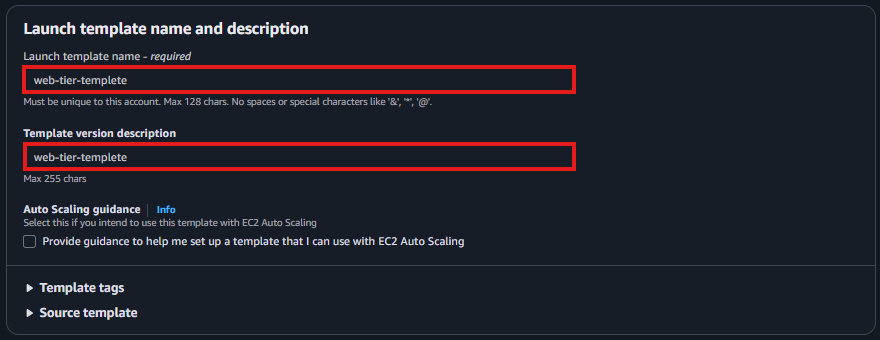 Launch template name and description
Launch template name - required
web-tier-templete
Must be unique to this account. Max 128 chars. No spaces or special characters like '&', '*', '@'.
Template version description
web-tier-templete
Max 255 chars
Auto Scaling guidance | Info
Select this if you intend to use this template with EC2 Auto Scaling
Provide guidance to help me set up a template that I can use with EC2 Auto Scaling
Template tags
Source template